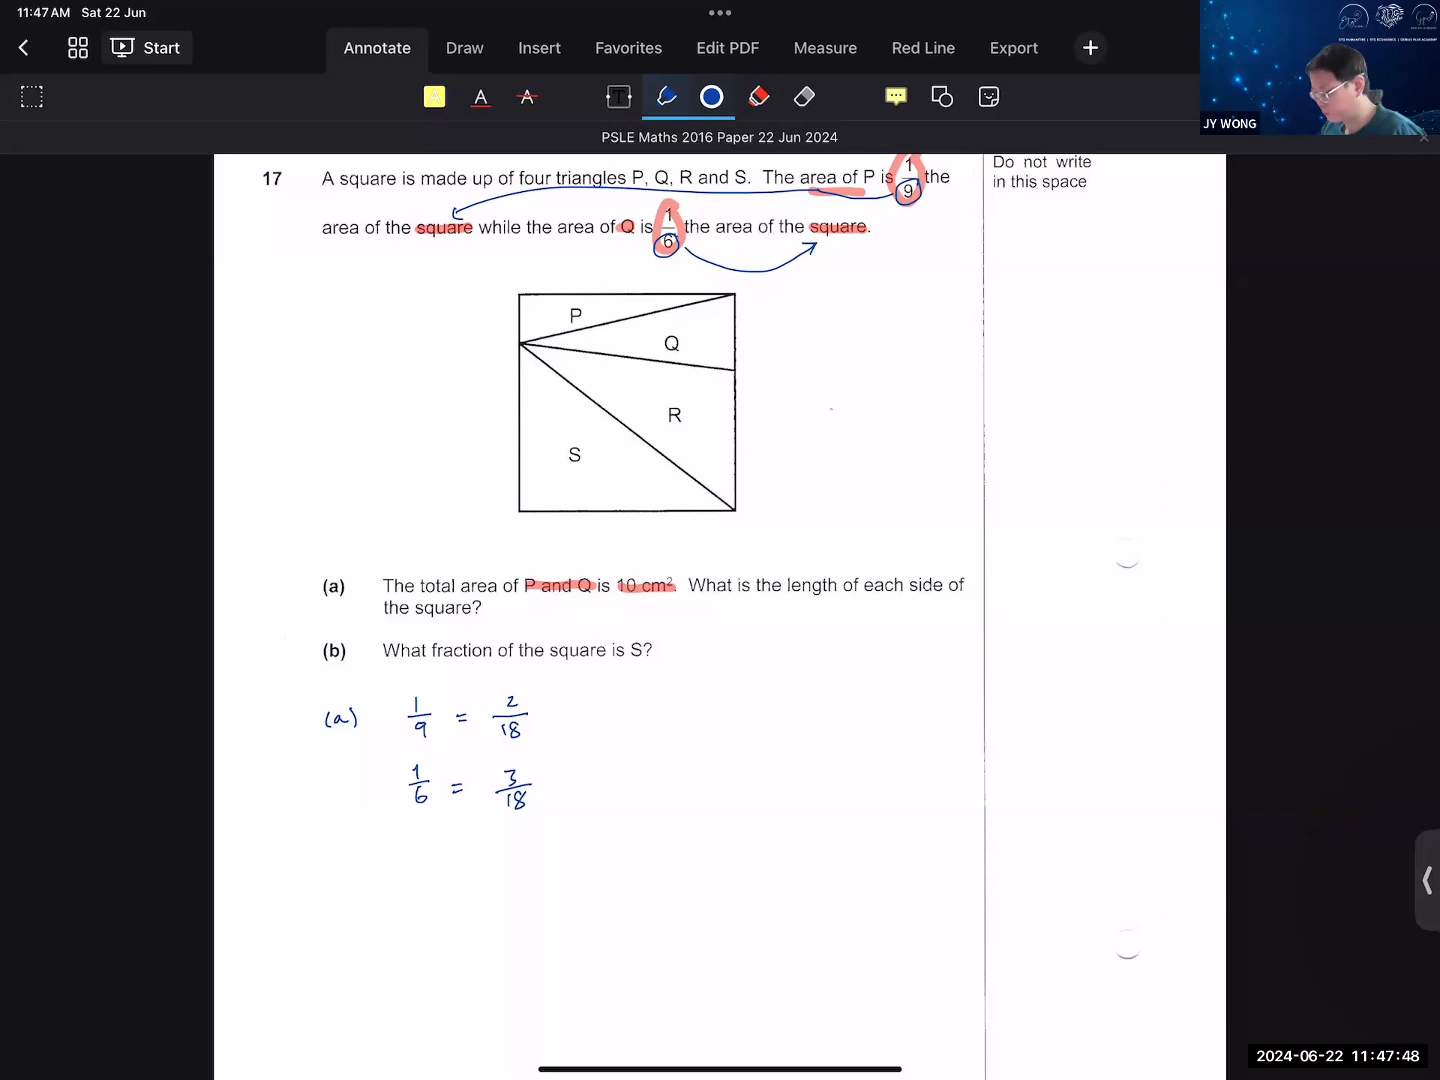 11:47 AM Sat 22 Jun
Start
Annotate Draw Insert Favorites Edit PDF Measure Red Line Export
A A A T
JY WONG
PSLE Maths 2016 Paper 22 Jun 2024
17 A square is made up of four triangles P, Q, R and S. The area of P is 1/9 the
area of the square while the area of Q is 1/6 the area of the square.
Do not write
in this space
P
Q
R
S
(a) The total area of P and Q is 10 cm². What is the length of each side of
the square?
(b) What fraction of the square is S?
(a) 1/9 = 2/18
1/6 = 3/18
2024-06-22 11:47:48